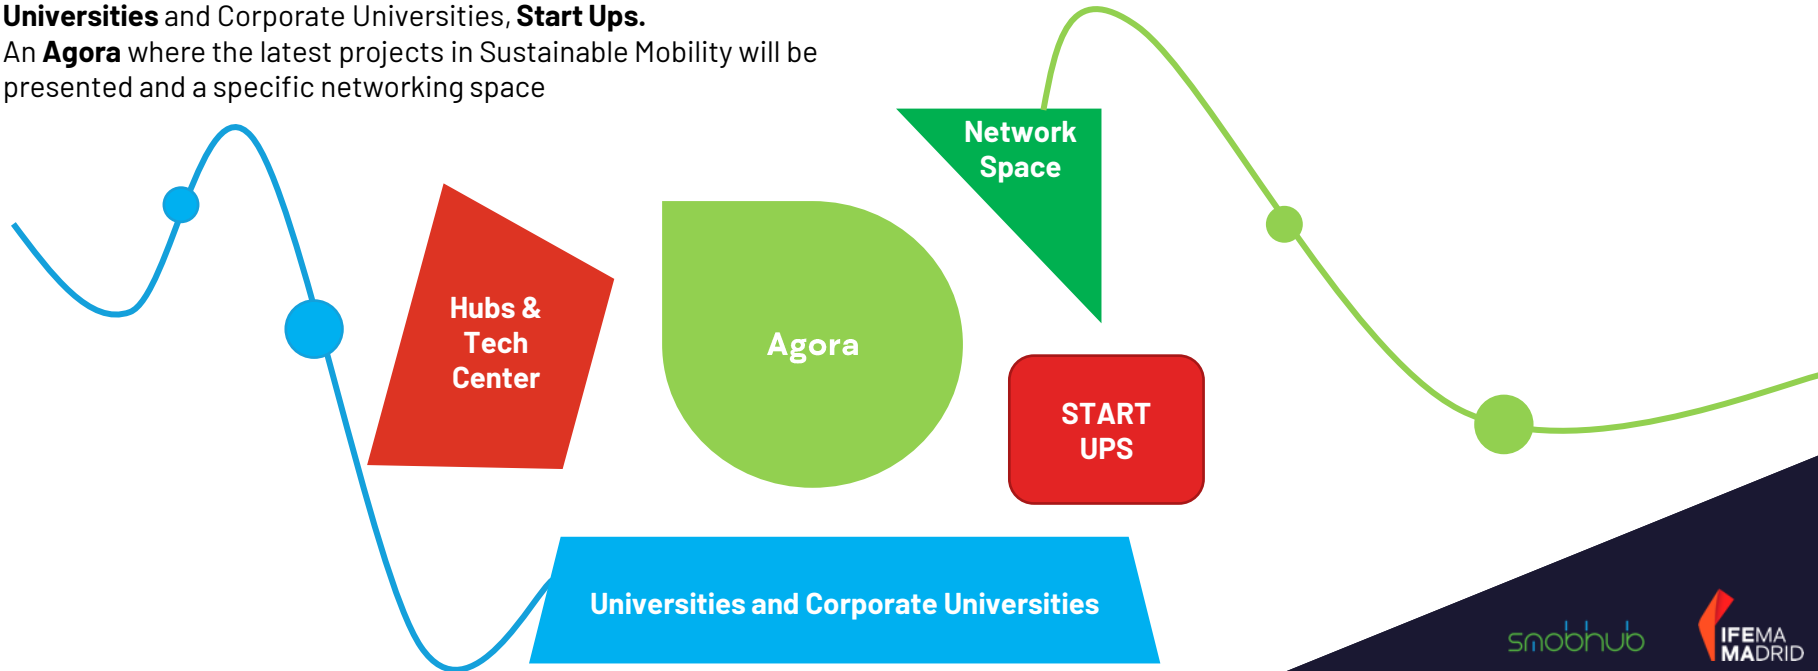 Universities and Corporate Universities, Start Ups.
An Agora where the latest projects in Sustainable Mobility will be
presented and a specific networking space
Network
Space
Hubs &
Tech
Center
Agora
START
UPS
Universities and Corporate Universities
smobhub
IFEMA
MADRID